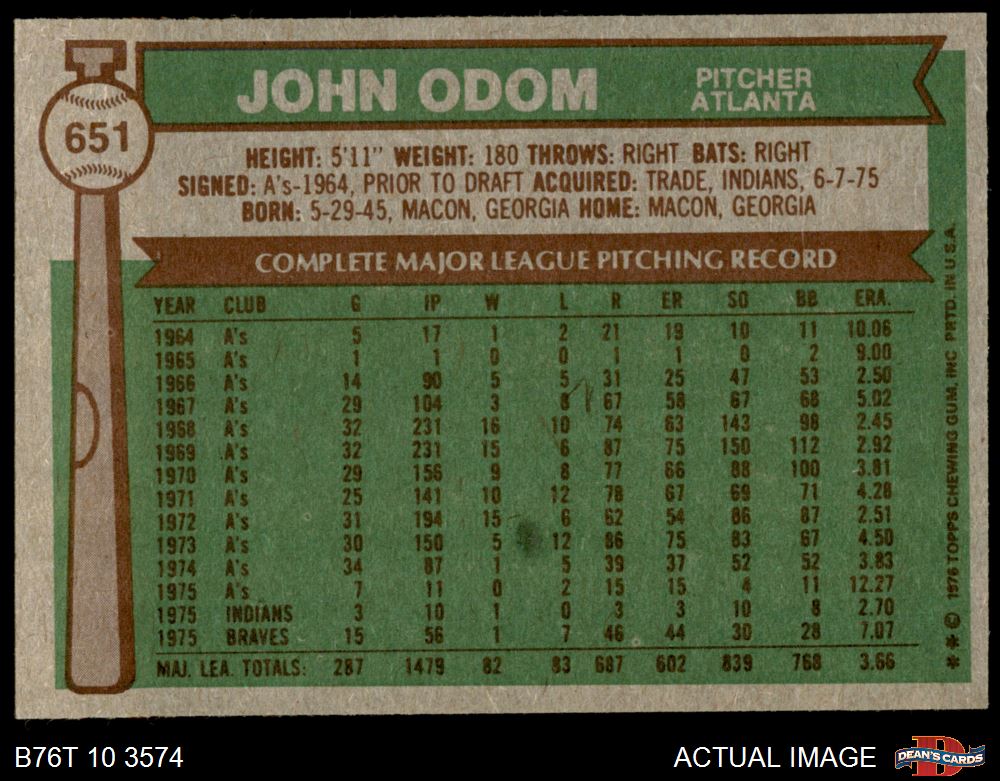 651
JOHN ODOM
PITCHER
ATLANTA
HEIGHT: 5'11" WEIGHT: 180 THROWS: RIGHT BATS: RIGHT
SIGNED: A's-1964, PRIOR TO DRAFT ACQUIRED: TRADE, INDIANS, 6-7-75
BORN: 5-29-45, MACON, GEORGIA HOME: MACON, GEORGIA
COMPLETE MAJOR LEAGUE PITCHING RECORD
YEAR CLUB G IP W L R ER SO BB ERA.
1964 A's 5 17 1 2 21 19 10 11 10.06
1965 A's 1 1 0 0 1 1 0 2 9.00
1966 A's 14 90 5 5 31 25 47 53 2.50
1967 A's 29 104 3 8 67 58 67 68 5.02
1968 A's 32 231 16 10 74 63 143 98 2.45
1969 A's 32 231 15 6 87 75 150 112 2.92
1970 A's 29 156 9 8 77 66 88 100 3.81
1971 A's 25 141 10 12 78 67 69 71 4.28
1972 A's 31 194 15 6 62 54 86 87 2.51
1973 A's 30 150 5 12 86 75 83 67 4.50
1974 A's 34 87 1 5 39 37 52 52 3.83
1975 A's 7 11 0 2 15 15 4 11 12.27
1975 INDIANS 3 10 1 0 3 3 10 8 2.70
1975 BRAVES 15 56 1 7 46 44 30 28 7.07
MAJ. LEA. TOTALS: 287 1479 82 83 687 602 839 768 3.66
** © 1976 TOPPS CHEWING GUM, INC PRTD. IN U.S.A.
B76T 10 3574
ACTUAL IMAGE
D
DEAN'S CARDS